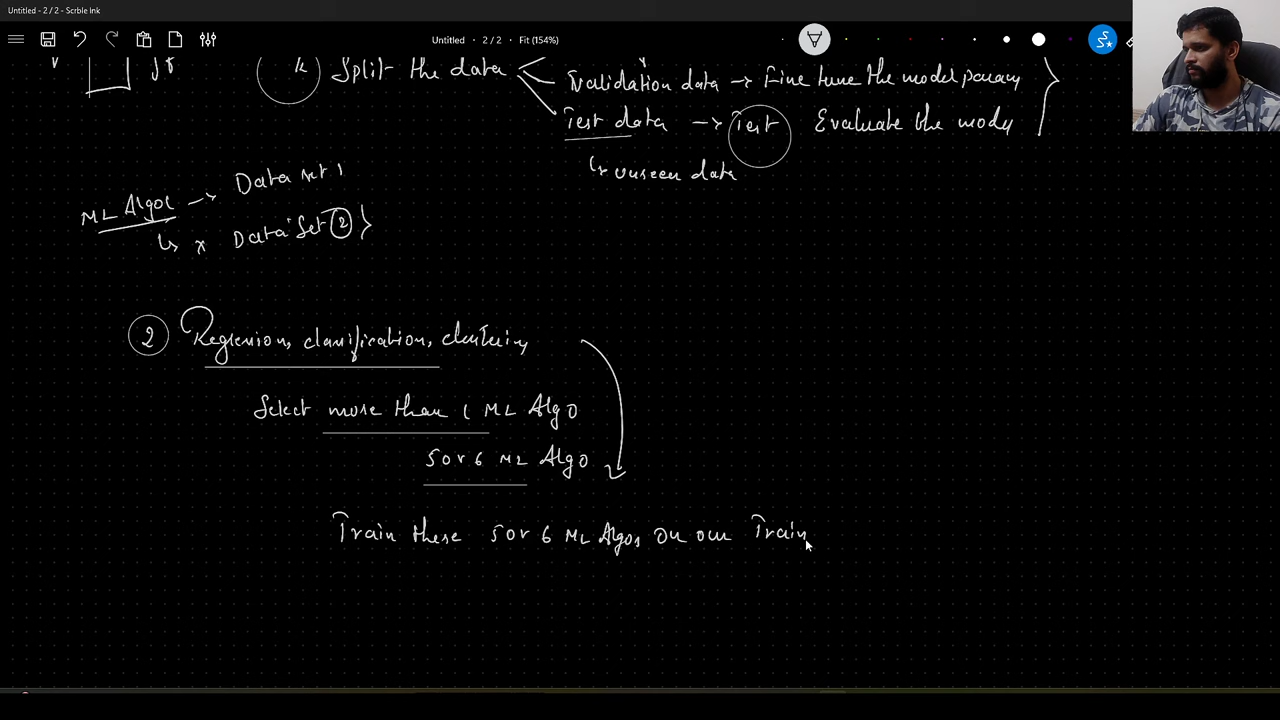 Untitled - 2 / 2 - Scrble Ink
Untitled • 2 / 2 • Fit (154%)
k Split the data
Validation data → Fine tune the model params
Test data → Test Evaluate the model
↳ unseen data
ML Algos → Data set 1
↳ x Data Set 2 }
2 Regression, classification, clustering
Select more than 1 ML Algo
5 or 6 ML Algo
Train these 5 or 6 ML Algos on our Train